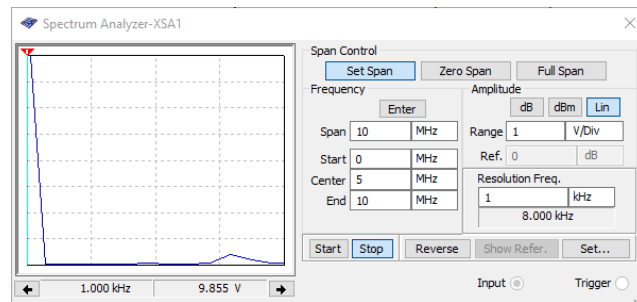 Spectrum Analyzer-XSA1
Span Control
Set Span Zero Span Full Span
Frequency
Enter
Span 10 MHz
Start 0 MHz
Center 5 MHz
End 10 MHz
Amplitude
dB dBm Lin
Range 1 V/Div
Ref. 0 dB
Resolution Freq.
1 kHz
8.000 kHz
Start Stop Reverse Show Refer. Set...
1.000 kHz 9.855 V
Input Trigger